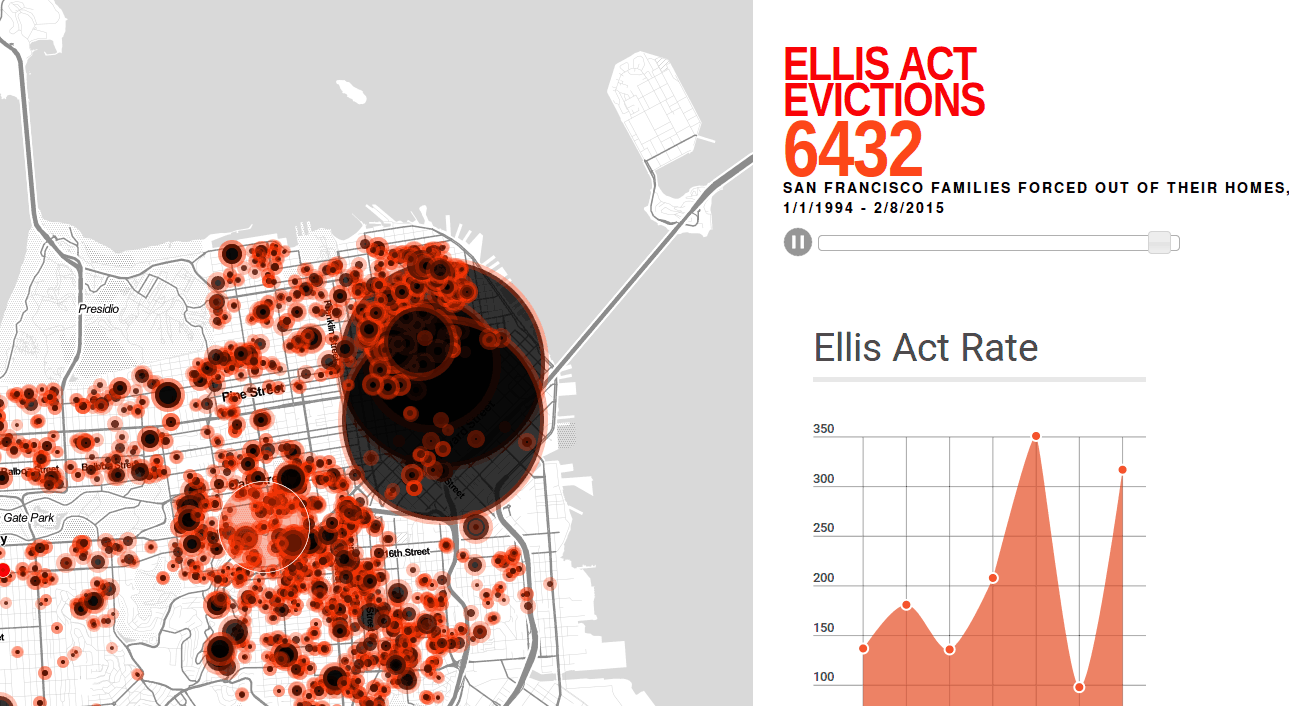 ELLIS ACT
EVICTIONS
6432
SAN FRANCISCO FAMILIES FORCED OUT OF THEIR HOMES,
1/1/1994 - 2/8/2015
Presidio
Pine Street
Balboa Street
Gate Park
y
16th Street
Street
Street
Ellis Act Rate
350
300
250
200
150
100